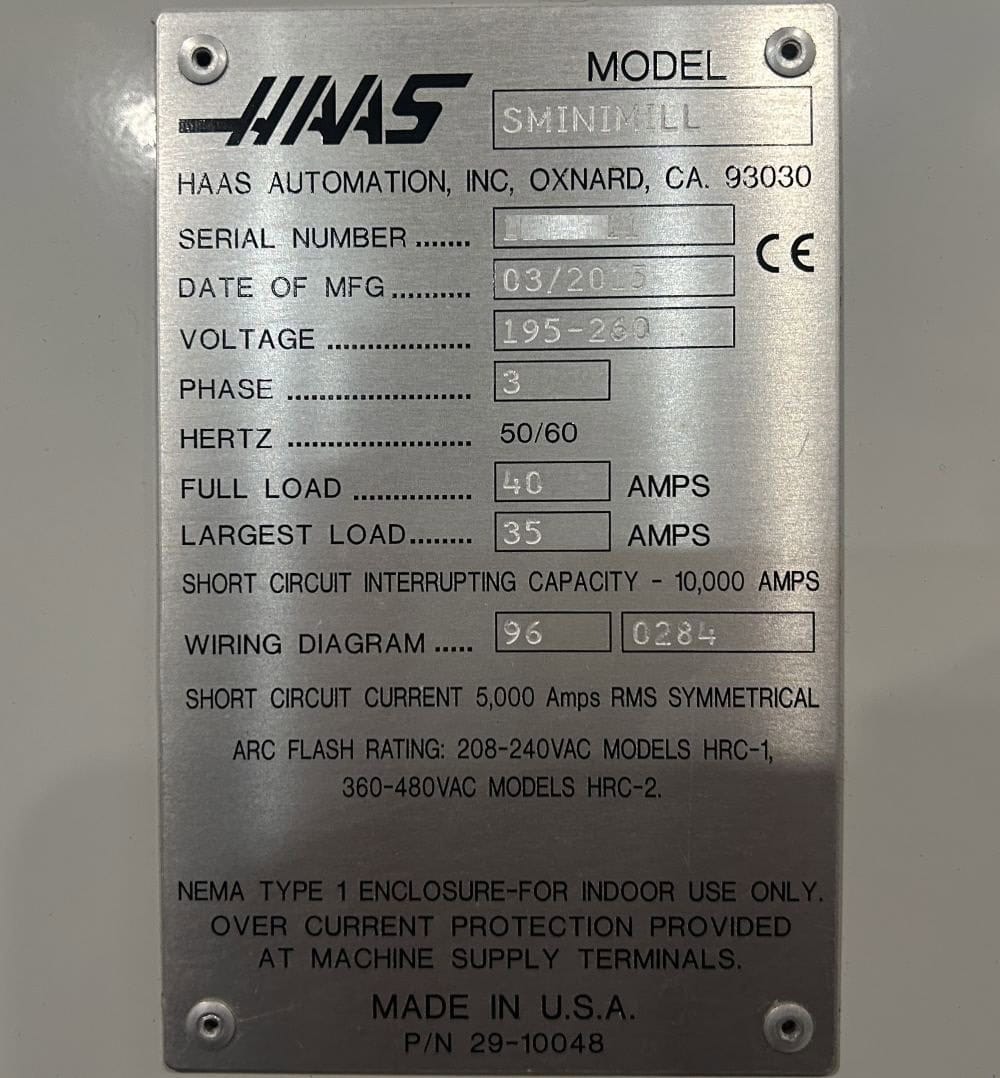 HAAS
MODEL
SMINIMILL
HAAS AUTOMATION, INC, OXNARD, CA. 93030
SERIAL NUMBER .......
CE
DATE OF MFG .......... 03/2015
VOLTAGE ................... 195-260
PHASE ........................ 3
HERTZ ........................ 50/60
FULL LOAD ............... 40 AMPS
LARGEST LOAD........ 35 AMPS
SHORT CIRCUIT INTERRUPTING CAPACITY - 10,000 AMPS
WIRING DIAGRAM ..... 96 0284
SHORT CIRCUIT CURRENT 5,000 Amps RMS SYMMETRICAL
ARC FLASH RATING: 208-240VAC MODELS HRC-1,
360-480VAC MODELS HRC-2.
NEMA TYPE 1 ENCLOSURE-FOR INDOOR USE ONLY.
OVER CURRENT PROTECTION PROVIDED
AT MACHINE SUPPLY TERMINALS.
MADE IN U.S.A.
P/N 29-10048